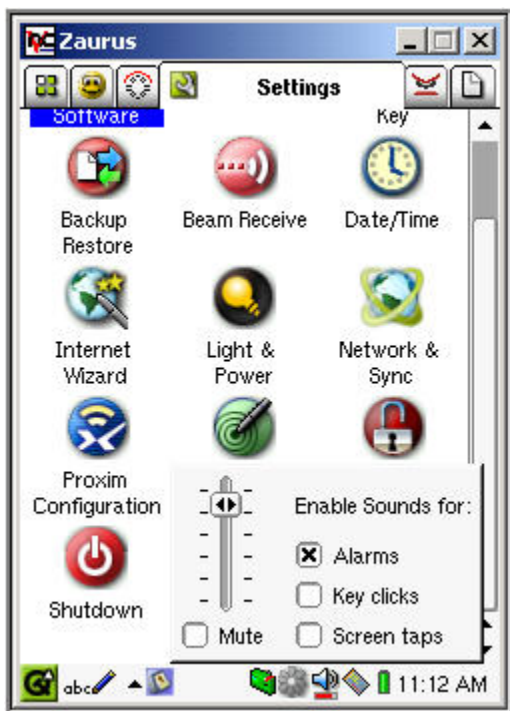 Zaurus
Settings
Software
Key
Backup
Restore
Beam Receive
Date/Time
Internet
Wizard
Light &
Power
Network &
Sync
Proxim
Configuration
Shutdown
Enable Sounds for:
Alarms
Key clicks
Mute
Screen taps
abc
11:12 AM